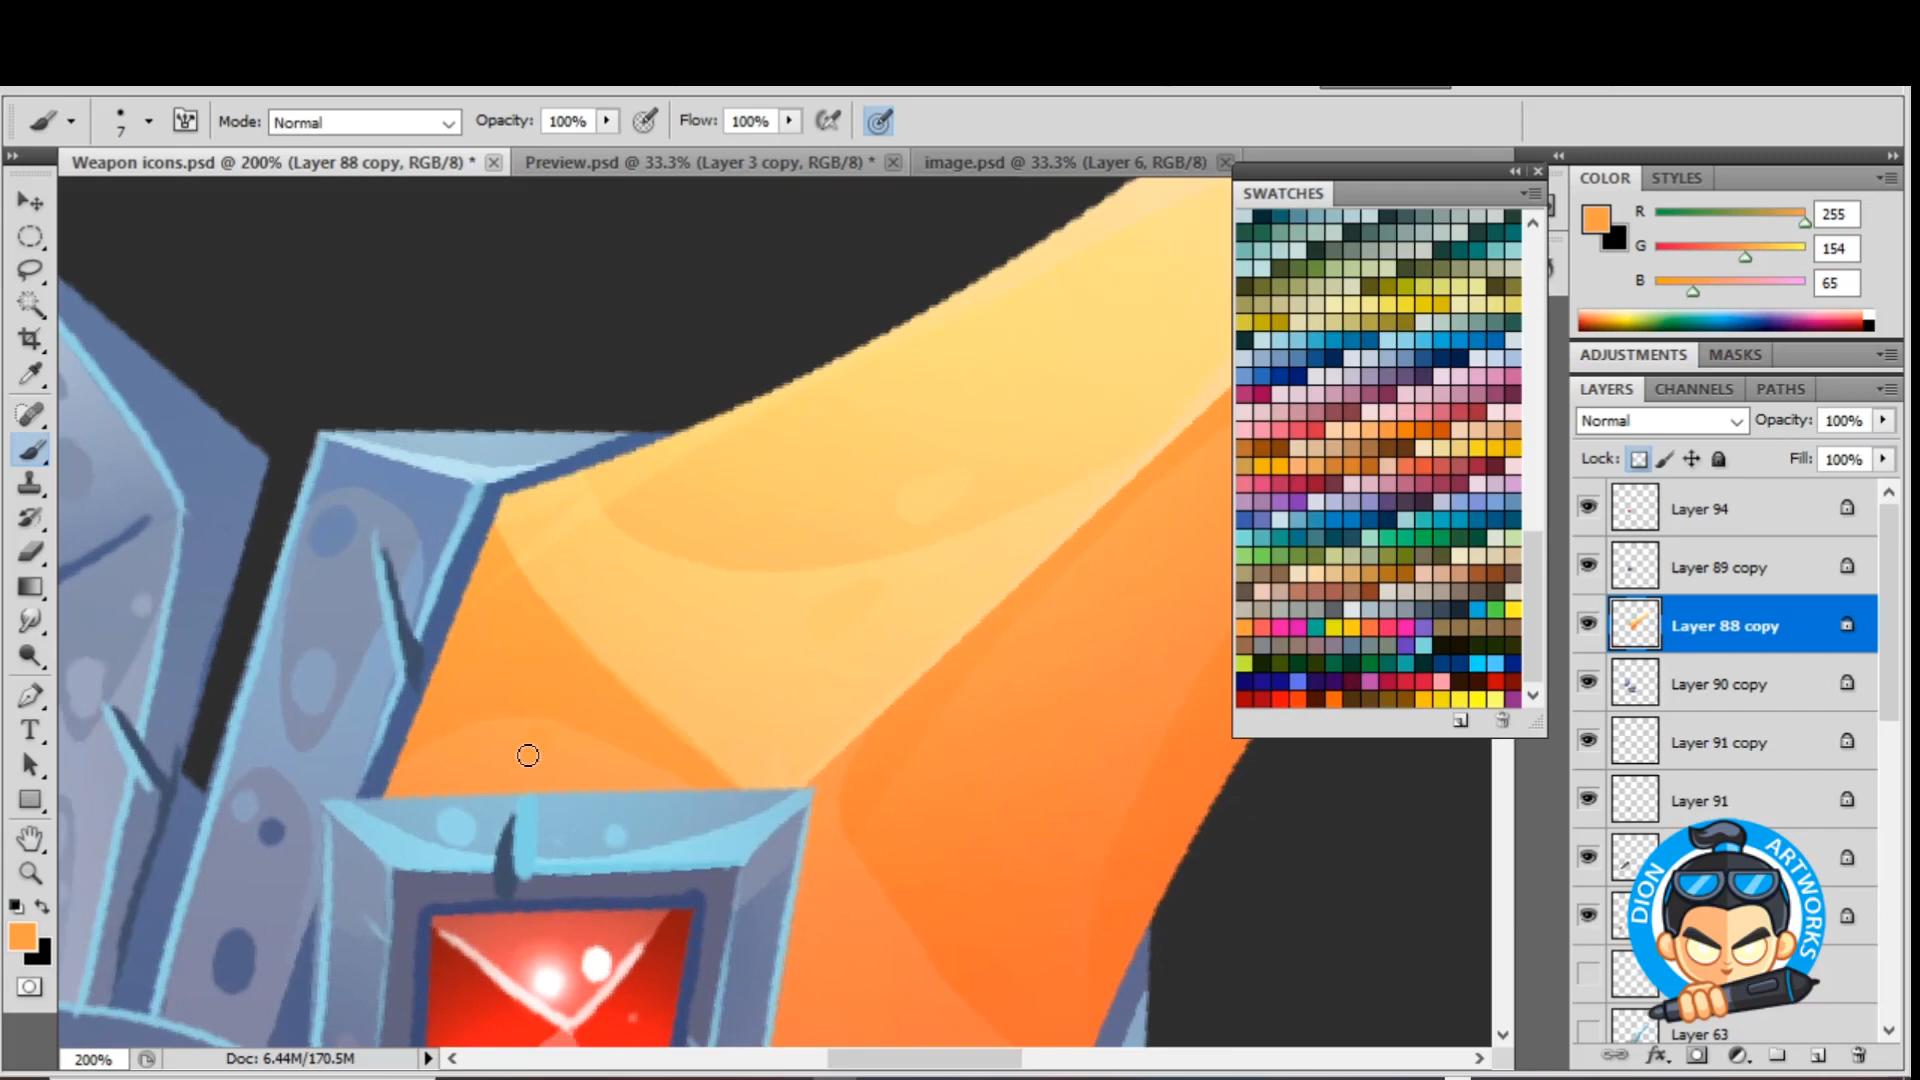 Mode: Normal Opacity: 100% Flow: 100%
7
Weapon icons.psd @ 200% (Layer 88 copy, RGB/8) *
Preview.psd @ 33.3% (Layer 3 copy, RGB/8) *
image.psd @ 33.3% (Layer 6, RGB/8)
SWATCHES
COLOR STYLES
R 255
G 154
B 65
ADJUSTMENTS MASKS
LAYERS CHANNELS PATHS
Normal Opacity: 100%
Lock: Fill: 100%
Layer 94
Layer 89 copy
Layer 88 copy
Layer 90 copy
Layer 91 copy
Layer 91
Layer 63
DION ARTWORKS
T
fx
200% Doc: 6.44M/170.5M